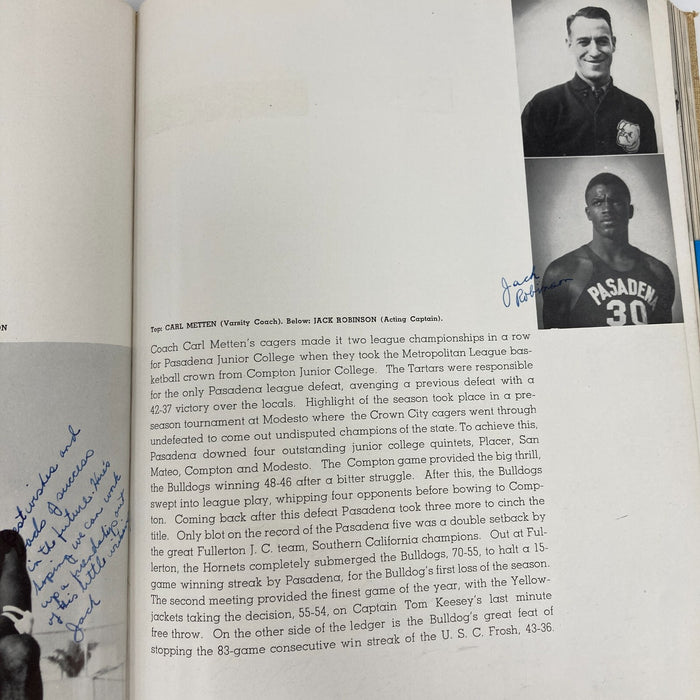 N
est wishes and
ads of success
in the future. This
hoping we can work
up a friendship out
of this little writeup
Jack
PASADENA
30
Jack
Robinson
Top: CARL METTEN (Varsity Coach). Below: JACK ROBINSON (Acting Captain).
Coach Carl Metten's cagers made it two league championships in a row
for Pasadena Junior College when they took the Metropolitan League bas-
ketball crown from Compton Junior College. The Tartars were responsible
for the only Pasadena league defeat, avenging a previous defeat with a
42-37 victory over the locals. Highlight of the season took place in a pre-
season tournament at Modesto where the Crown City cagers went through
undefeated to come out undisputed champions of the state. To achieve this,
Pasadena downed four outstanding junior college quintets, Placer, San
Mateo, Compton and Modesto. The Compton game provided the big thrill,
the Bulldogs winning 48-46 after a bitter struggle. After this, the Bulldogs
swept into league play, whipping four opponents before bowing to Comp-
ton. Coming back after this defeat Pasadena took three more to cinch the
title. Only blot on the record of the Pasadena five was a double setback by
the great Fullerton J. C. team, Southern California champions. Out at Ful-
lerton, the Hornets completely submerged the Bulldogs, 70-55, to halt a 15-
game winning streak by Pasadena, for the Bulldog's first loss of the season.
The second meeting provided the finest game of the year, with the Yellow-
jackets taking the decision, 55-54, on Captain Tom Keesey's last minute
free throw. On the other side of the ledger is the Bulldog's great feat of
stopping the 83-game consecutive win streak of the U. S. C. Frosh, 43-36.